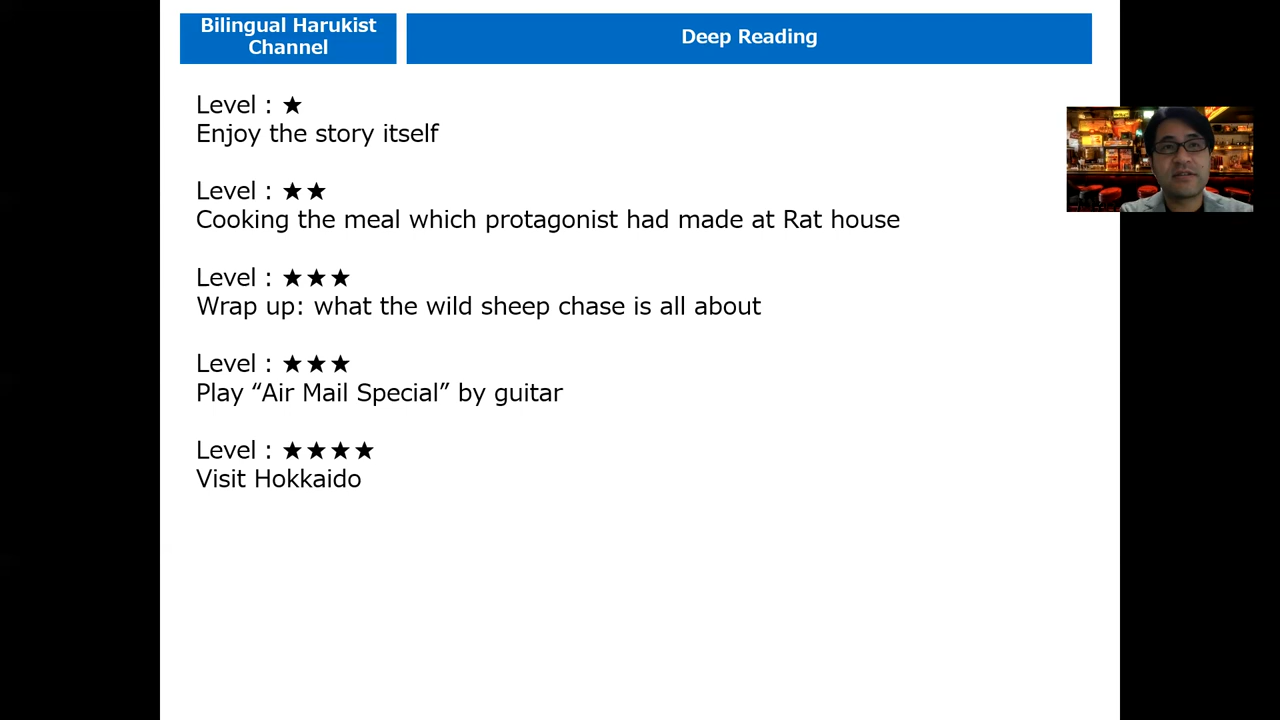 Bilingual Harukist
Channel
Deep Reading
Level : ★
Enjoy the story itself
Level : ★★
Cooking the meal which protagonist had made at Rat house
Level : ★★★
Wrap up: what the wild sheep chase is all about
Level : ★★★
Play “Air Mail Special” by guitar
Level : ★★★★
Visit Hokkaido